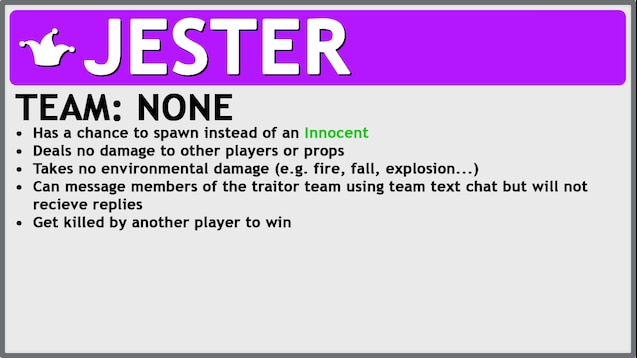 JESTER
TEAM: NONE
• Has a chance to spawn instead of an Innocent
• Deals no damage to other players or props
• Takes no environmental damage (e.g. fire, fall, explosion...)
• Can message members of the traitor team using team text chat but will not
recieve replies
• Get killed by another player to win